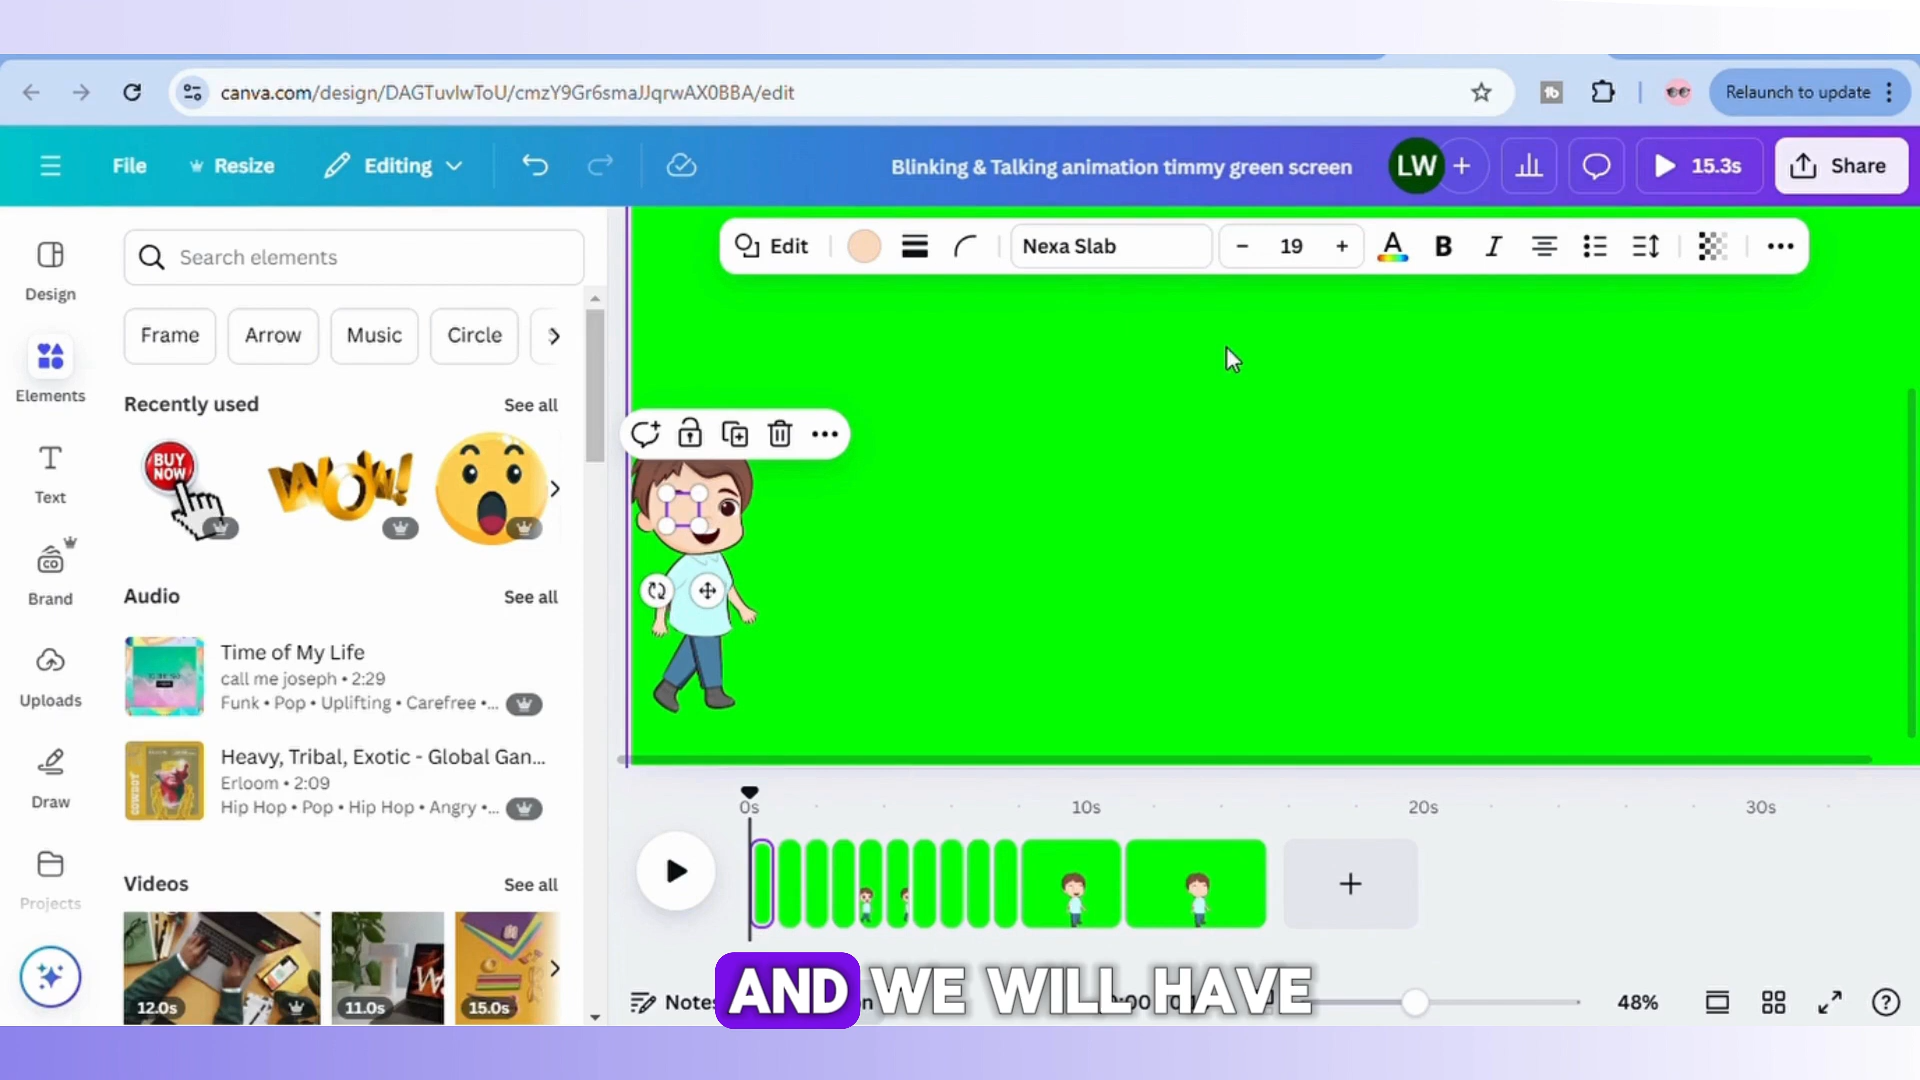 canva.com/design/DAGTuvIwToU/cmzY9Gr6smaJJqrwAX0BBA/edit
Relaunch to update
File
Resize
Editing
Blinking & Talking animation timmy green screen
LW
15.3s
Share
Design
Elements
Text
Brand
Uploads
Draw
Projects
Search elements
Frame
Arrow
Music
Circle
Recently used
See all
BUY
NOW
WOW!
Audio
See all
Time of My Life
call me joseph • 2:29
Funk • Pop • Uplifting • Carefree •...
Heavy, Tribal, Exotic - Global Gan...
Erloom • 2:09
Hip Hop • Pop • Hip Hop • Angry •...
COWBOY
Videos
See all
12.0s
11.0s
15.0s
Edit
Nexa Slab
19
A
B
I
0s
10s
20s
30s
Notes
48%
AND WE WILL HAVE